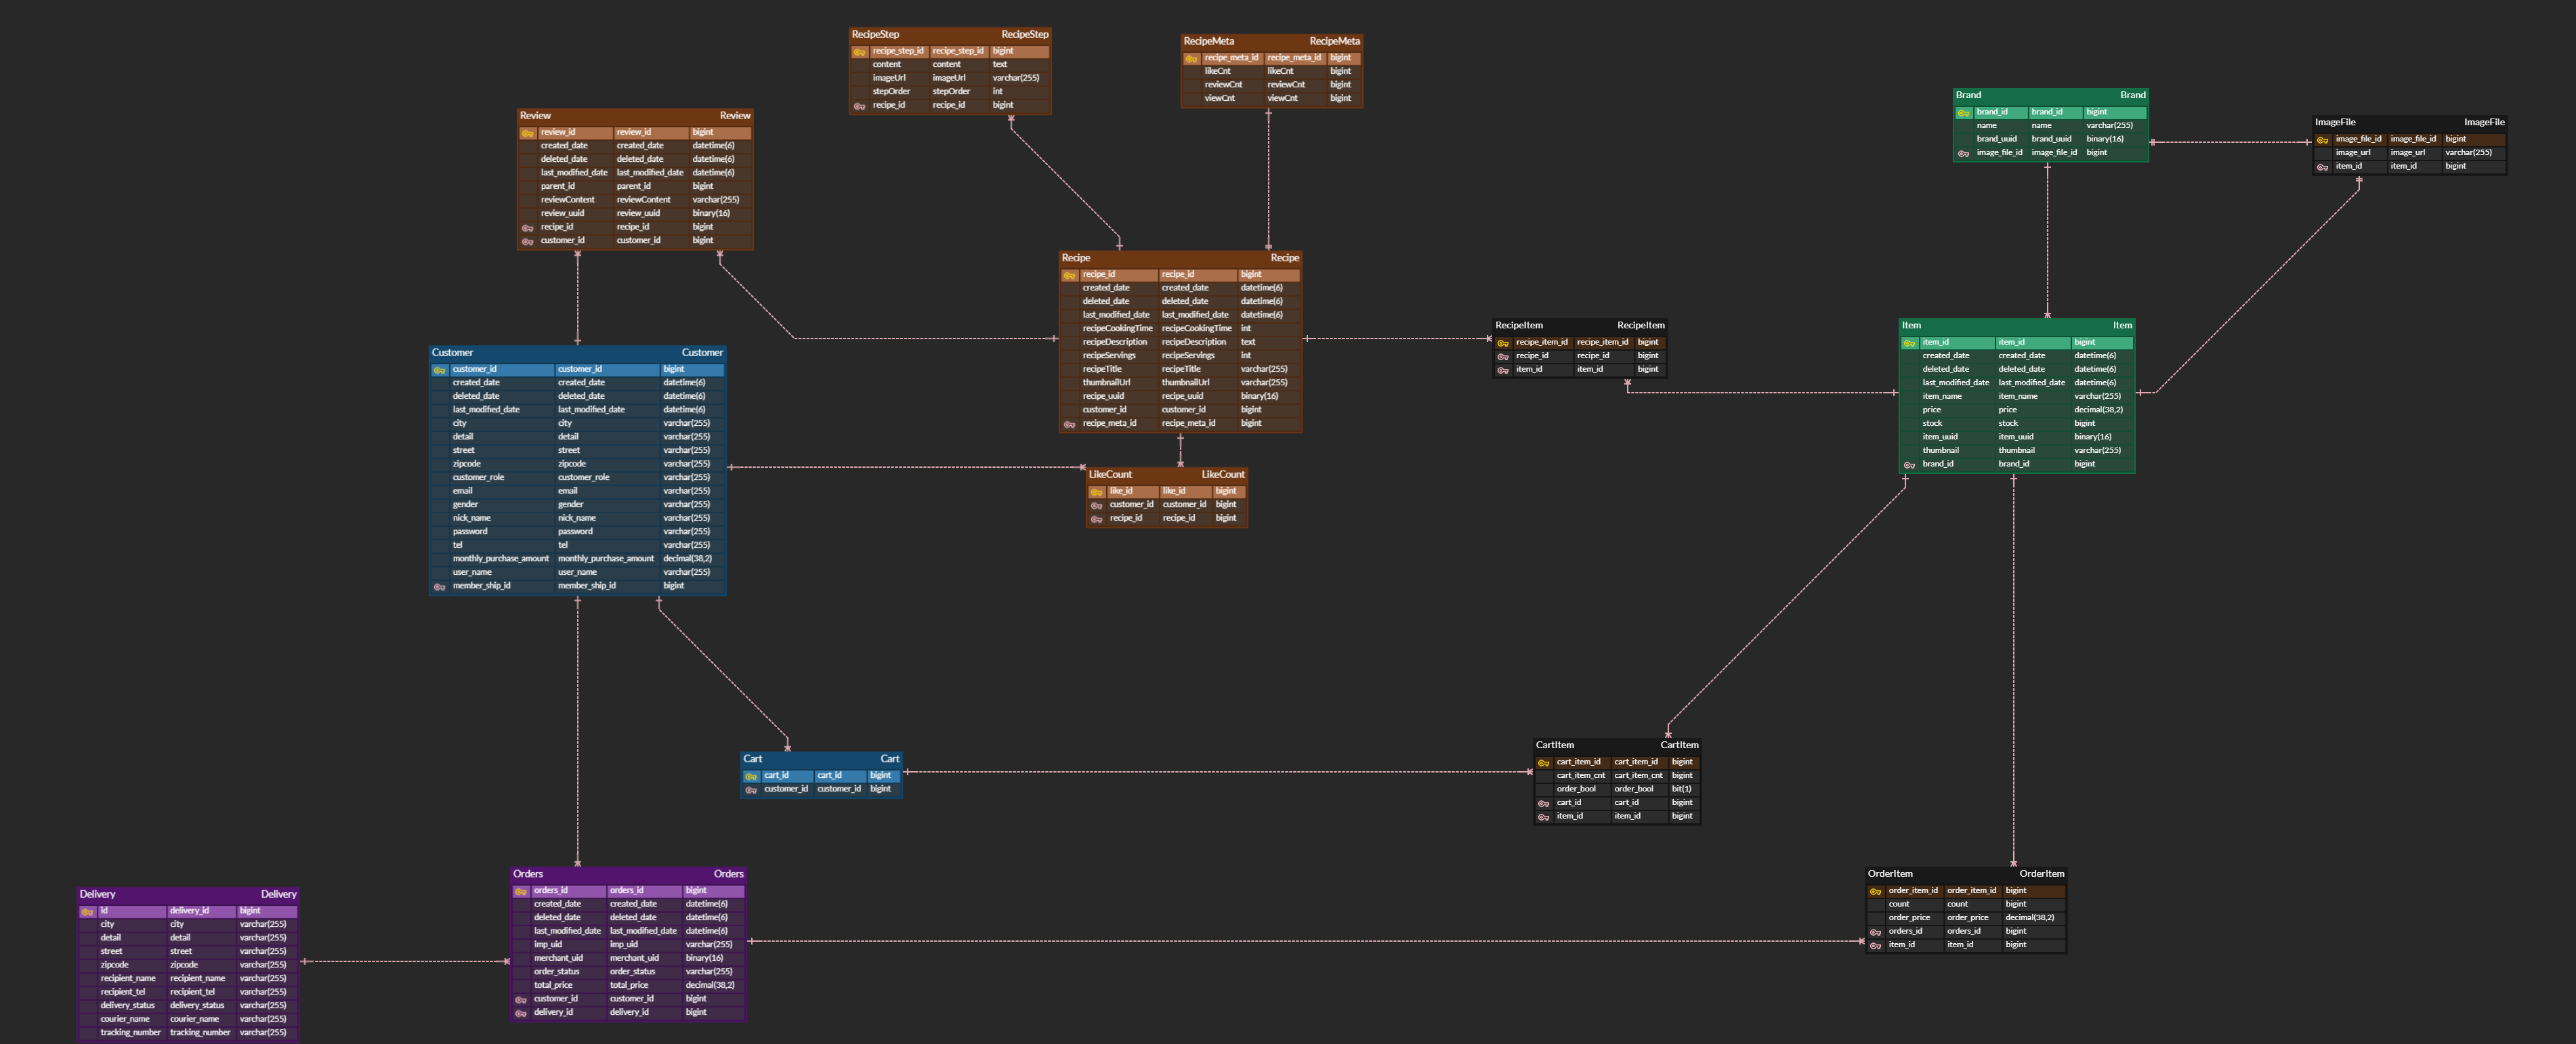 RecipeStep RecipeStep
recipe_step_id recipe_step_id bigint
content content text
imageUrl imageUrl varchar(255)
stepOrder stepOrder int
recipe_id recipe_id bigint
RecipeMeta RecipeMeta
recipe_meta_id recipe_meta_id bigint
likeCnt likeCnt bigint
reviewCnt reviewCnt bigint
viewCnt viewCnt bigint
Brand Brand
brand_id brand_id bigint
name name varchar(255)
brand_uuid brand_uuid binary(16)
image_file_id image_file_id bigint
ImageFile ImageFile
image_file_id image_file_id bigint
image_url image_url varchar(255)
item_id item_id bigint
Review Review
review_id review_id bigint
created_date created_date datetime(6)
deleted_date deleted_date datetime(6)
last_modified_date last_modified_date datetime(6)
parent_id parent_id bigint
reviewContent reviewContent varchar(255)
review_uuid review_uuid binary(16)
recipe_id recipe_id bigint
customer_id customer_id bigint
Recipe Recipe
recipe_id recipe_id bigint
created_date created_date datetime(6)
deleted_date deleted_date datetime(6)
last_modified_date last_modified_date datetime(6)
recipeCookingTime recipeCookingTime int
recipeDescription recipeDescription text
recipeServings recipeServings int
recipeTitle recipeTitle varchar(255)
thumbnailUrl thumbnailUrl varchar(255)
recipe_uuid recipe_uuid binary(16)
customer_id customer_id bigint
recipe_meta_id recipe_meta_id bigint
RecipeItem RecipeItem
recipe_item_id recipe_item_id bigint
recipe_id recipe_id bigint
item_id item_id bigint
Item Item
item_id item_id bigint
created_date created_date datetime(6)
deleted_date deleted_date datetime(6)
last_modified_date last_modified_date datetime(6)
item_name item_name varchar(255)
price price decimal(38,2)
stock stock bigint
item_uuid item_uuid binary(16)
thumbnail thumbnail varchar(255)
brand_id brand_id bigint
Customer Customer
customer_id customer_id bigint
created_date created_date datetime(6)
deleted_date deleted_date datetime(6)
last_modified_date last_modified_date datetime(6)
city city varchar(255)
detail detail varchar(255)
street street varchar(255)
zipcode zipcode varchar(255)
customer_role customer_role varchar(255)
email email varchar(255)
gender gender varchar(255)
nick_name nick_name varchar(255)
password password varchar(255)
tel tel varchar(255)
monthly_purchase_amount monthly_purchase_amount decimal(38,2)
user_name user_name varchar(255)
member_ship_id member_ship_id bigint
LikeCount LikeCount
like_id like_id bigint
customer_id customer_id bigint
recipe_id recipe_id bigint
Cart Cart
cart_id cart_id bigint
customer_id customer_id bigint
CartItem CartItem
cart_item_id cart_item_id bigint
cart_item_cnt cart_item_cnt bigint
order_bool order_bool bit(1)
cart_id cart_id bigint
item_id item_id bigint
Delivery Delivery
id delivery_id bigint
city city varchar(255)
detail detail varchar(255)
street street varchar(255)
zipcode zipcode varchar(255)
recipient_name recipient_name varchar(255)
recipient_tel recipient_tel varchar(255)
delivery_status delivery_status varchar(255)
courier_name courier_name varchar(255)
tracking_number tracking_number varchar(255)
Orders Orders
orders_id orders_id bigint
created_date created_date datetime(6)
deleted_date deleted_date datetime(6)
last_modified_date last_modified_date datetime(6)
imp_uid imp_uid varchar(255)
merchant_uid merchant_uid binary(16)
order_status order_status varchar(255)
total_price total_price decimal(38,2)
customer_id customer_id bigint
delivery_id delivery_id bigint
OrderItem OrderItem
order_item_id order_item_id bigint
count count bigint
order_price order_price decimal(38,2)
orders_id orders_id bigint
item_id item_id bigint